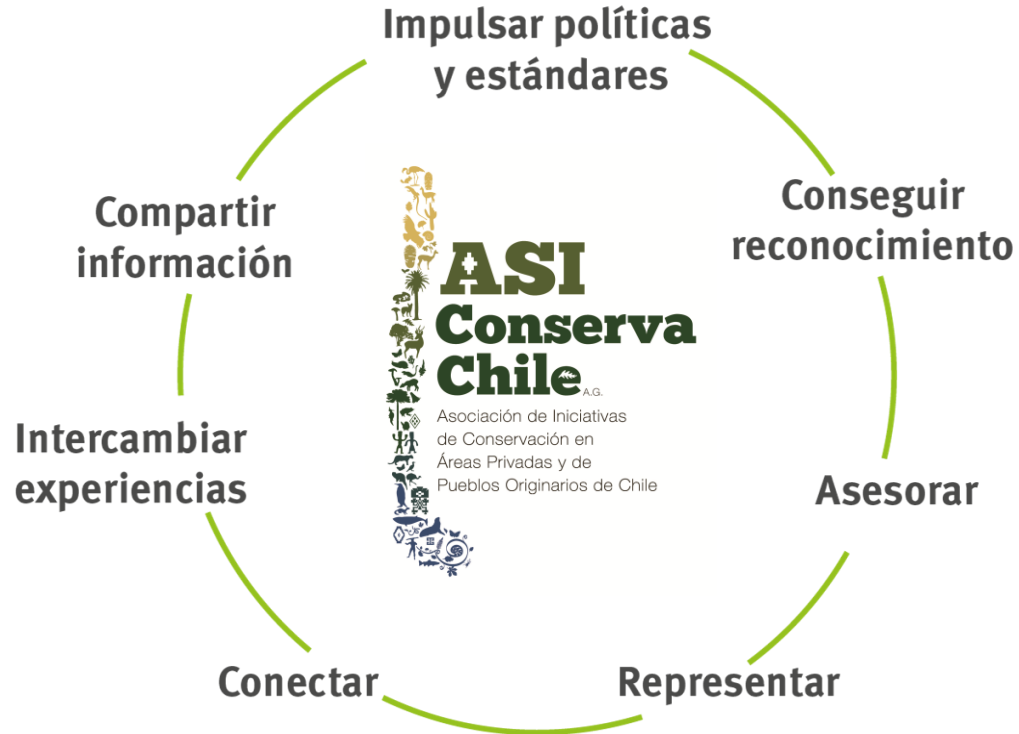 Impulsar políticas
y estándares
Conseguir
reconocimiento
Asesorar
Representar
Conectar
Intercambiar
experiencias
Compartir
información
ASI
Conserva
Chile A.G.
Asociación de Iniciativas
de Conservación en
Áreas Privadas y de
Pueblos Originarios de Chile